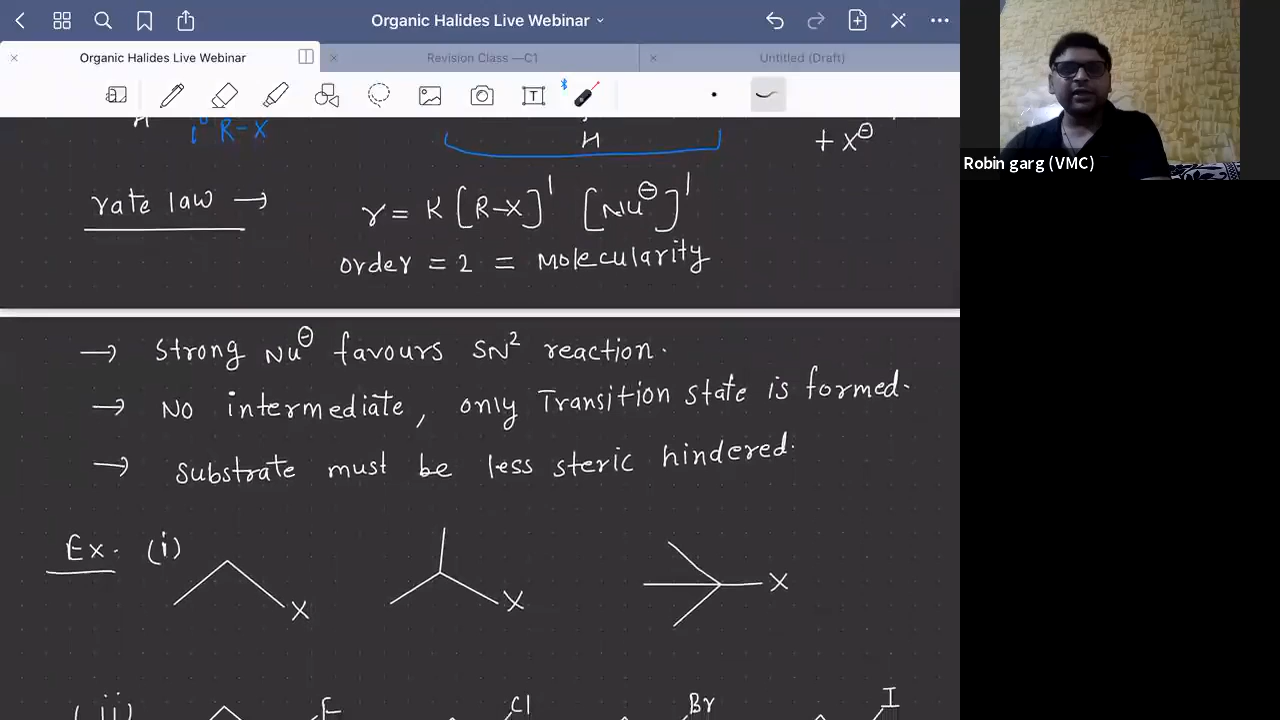 Organic Halides Live Webinar
Organic Halides Live Webinar
Revision Class —C1
Untitled (Draft)
T
Robin garg (VMC)
H
1° R-X
H
+ X⊖
rate law → r = K [R-X]¹ [Nu⊖]¹
order = 2 = Molecularity
→ Strong Nu⊖ favours SN² reaction.
→ No intermediate, only Transition state is formed.
→ Substrate must be less steric hindered.
Ex. (i)
X
X
X
(ii)
F
Cl
Br
I